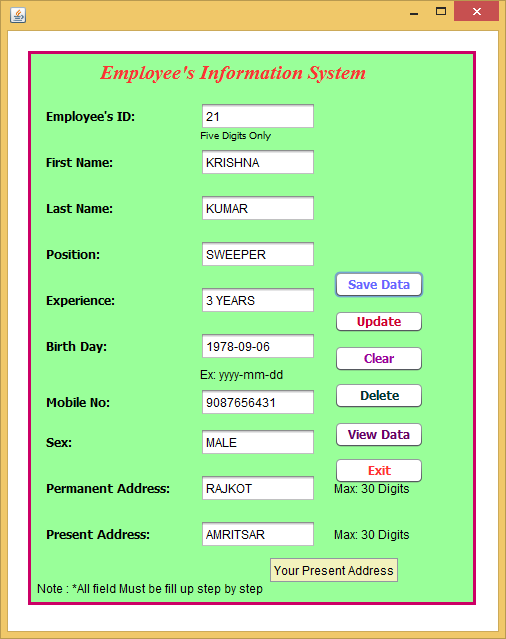 Employee's Information System
Employee's ID: 21
Five Digits Only
First Name: KRISHNA
Last Name: KUMAR
Position: SWEEPER
Save Data
Experience: 3 YEARS
Update
Birth Day: 1978-09-06
Clear
Ex: yyyy-mm-dd
Delete
Mobile No: 9087656431
View Data
Sex: MALE
Exit
Permanent Address: RAJKOT Max: 30 Digits
Present Address: AMRITSAR Max: 30 Digits
Your Present Address
Note : *All field Must be fill up step by step